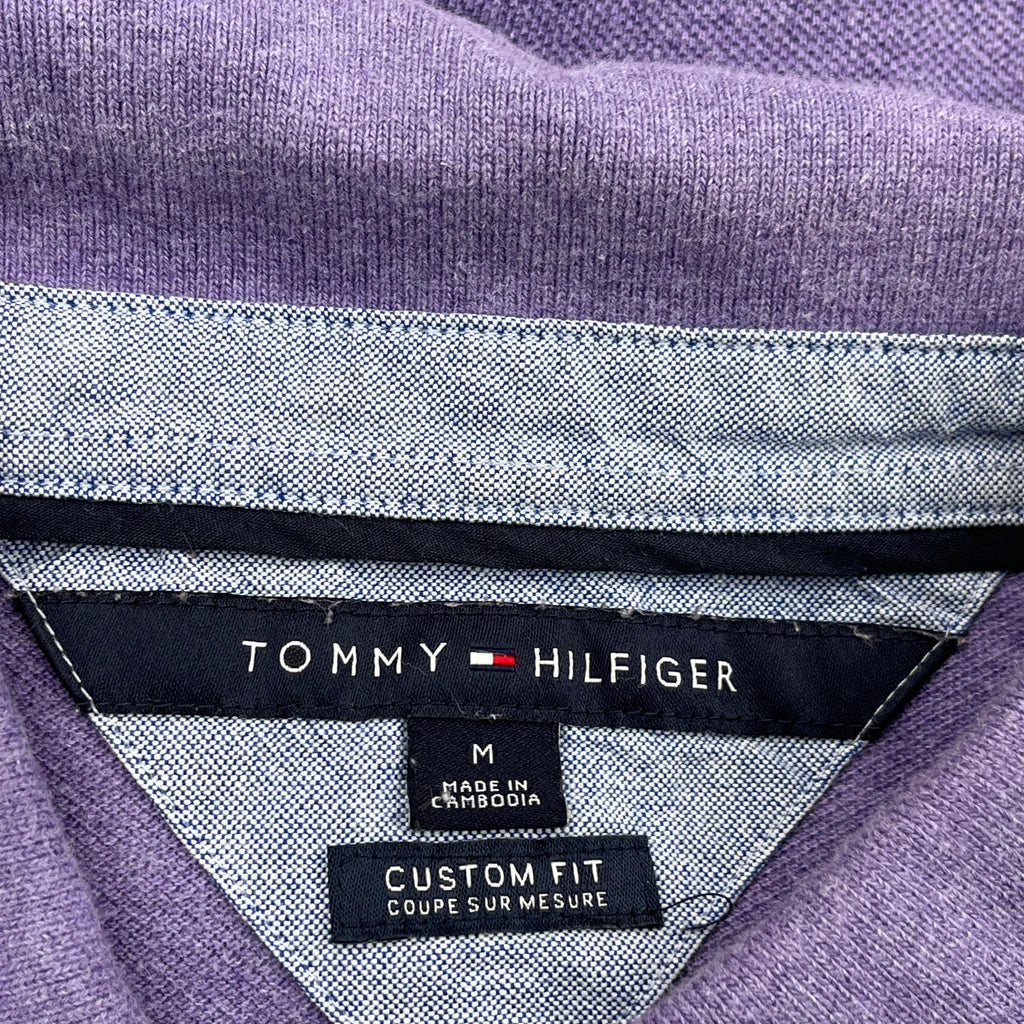 TOMMY HILFIGER
M
MADE IN
CAMBODIA
CUSTOM FIT
COUPE SUR MESURE